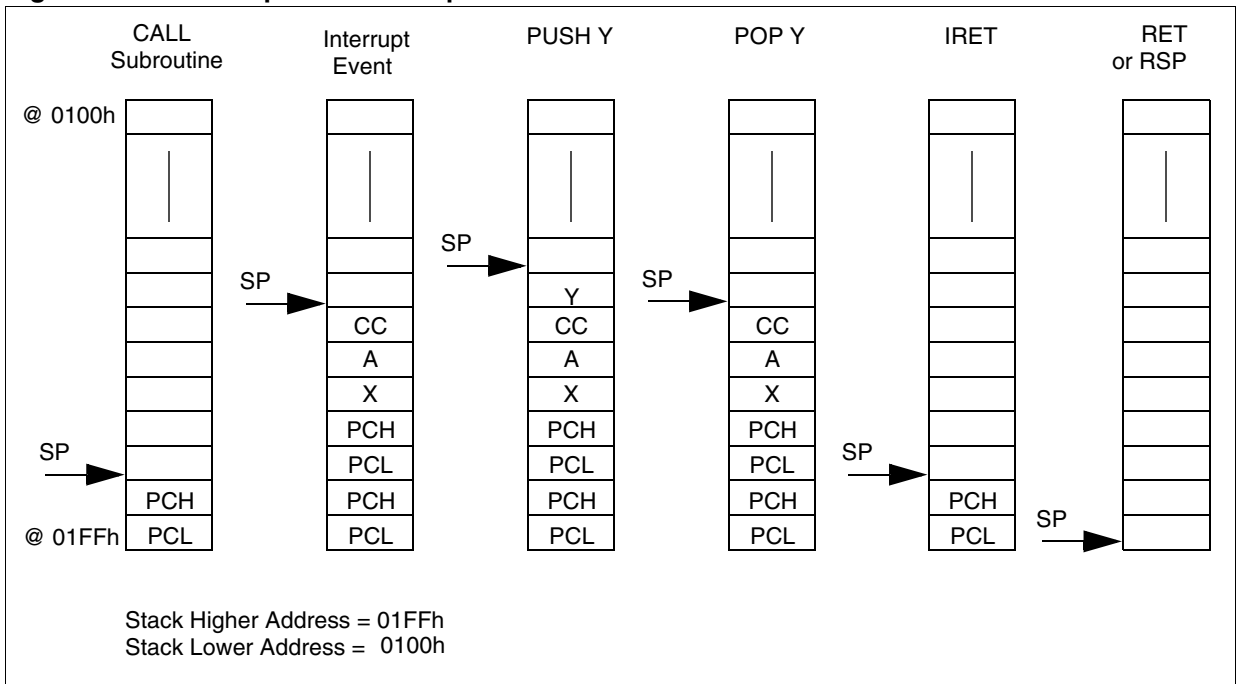 CALL
Subroutine
Interrupt
Event
PUSH Y
POP Y
IRET
RET
or RSP
@ 0100h
SP
PCH
@ 01FFh PCL
SP
CC
A
X
PCH
PCL
PCH
PCL
SP
Y
CC
A
X
PCH
PCL
PCH
PCL
SP
CC
A
X
PCH
PCL
PCH
PCL
SP
PCH
PCL
SP
Stack Higher Address = 01FFh
Stack Lower Address = 0100h